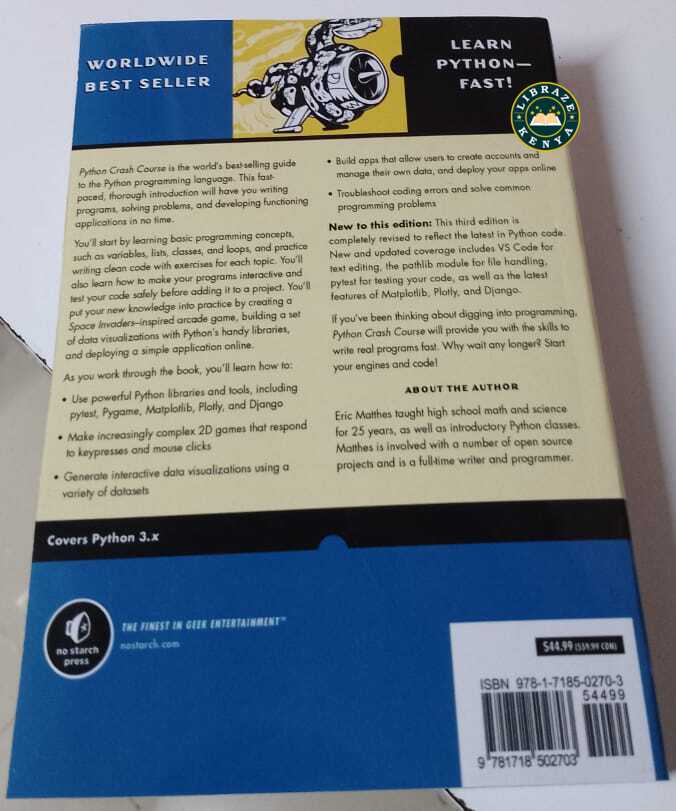 WORLDWIDE
BEST SELLER
LEARN
PYTHON—
FAST!
LIBRAZE
KENYA
Python Crash Course is the world's best-selling guide
to the Python programming language. This fast-
paced, thorough introduction will have you writing
programs, solving problems, and developing functioning
applications in no time.
You'll start by learning basic programming concepts,
such as variables, lists, classes, and loops, and practice
writing clean code with exercises for each topic. You'll
also learn how to make your programs interactive and
test your code safely before adding it to a project. You'll
put your new knowledge into practice by creating a
Space Invaders–inspired arcade game, building a set
of data visualizations with Python's handy libraries,
and deploying a simple application online.
As you work through the book, you'll learn how to:
• Use powerful Python libraries and tools, including
pytest, Pygame, Matplotlib, Plotly, and Django
• Make increasingly complex 2D games that respond
to keypresses and mouse clicks
• Generate interactive data visualizations using a
variety of datasets
• Build apps that allow users to create accounts and
manage their own data, and deploy your apps online
• Troubleshoot coding errors and solve common
programming problems
New to this edition: This third edition is
completely revised to reflect the latest in Python code.
New and updated coverage includes VS Code for
text editing, the pathlib module for file handling,
pytest for testing your code, as well as the latest
features of Matplotlib, Plotly, and Django.
If you've been thinking about digging into programming,
Python Crash Course will provide you with the skills to
write real programs fast. Why wait any longer? Start
your engines and code!
ABOUT THE AUTHOR
Eric Matthes taught high school math and science
for 25 years, as well as introductory Python classes.
Matthes is involved with a number of open source
projects and is a full-time writer and programmer.
Covers Python 3.x
no starch
press
THE FINEST IN GEEK ENTERTAINMENT™
nostarch.com
$44.99 ($59.99 CDN)
ISBN 978-1-7185-0270-3
54499
9 781718 502703